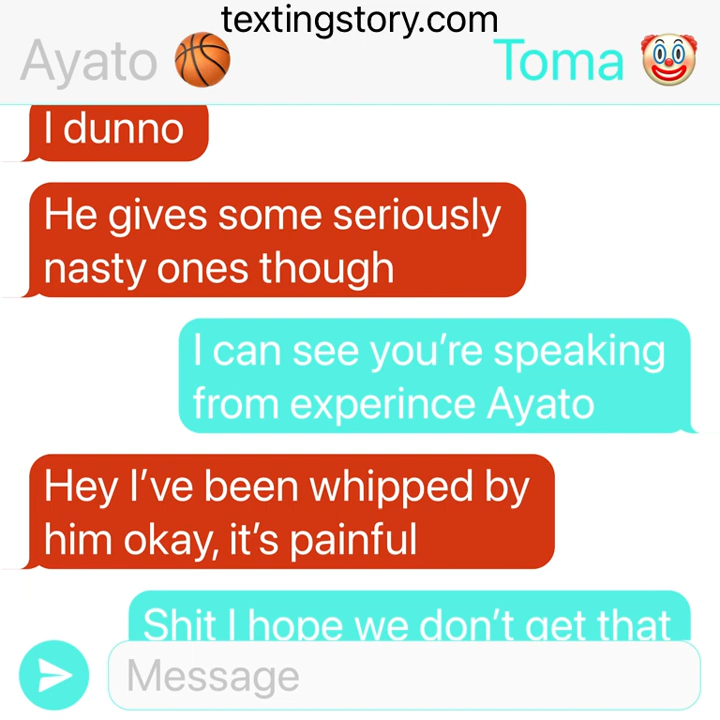 textingstory.com
Ayato 🏀
Toma 🤡
I dunno
He gives some seriously
nasty ones though
I can see you’re speaking
from experince Ayato
Hey I’ve been whipped by
him okay, it’s painful
Shit I hope we don’t get that
Message